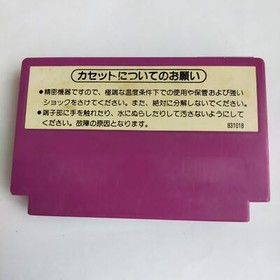 カセットについてのお願い
●精密機器ですので、極端な温度条件下での使用や保管および強い
ショックをさけてください。また、絶対に分解しないでください。
●端子部に手を触れたり、水にぬらしたりして汚さないようにして
ください。故障の原因となります。
831018